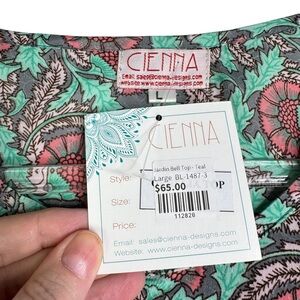 CIENNA
Email: sales@cienna-designs.com
www.cienna-designs.com
L
CIENNA
Jardin Bell Top - Teal
Style:
Large BL-1487-3
$65.00
Size:
OP
112820
Price:
Email: sales@cienna-designs.com
Website: www.cienna-designs.com